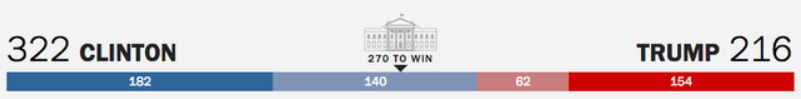 322 CLINTON
270 TO WIN
TRUMP 216
182 140 62 154